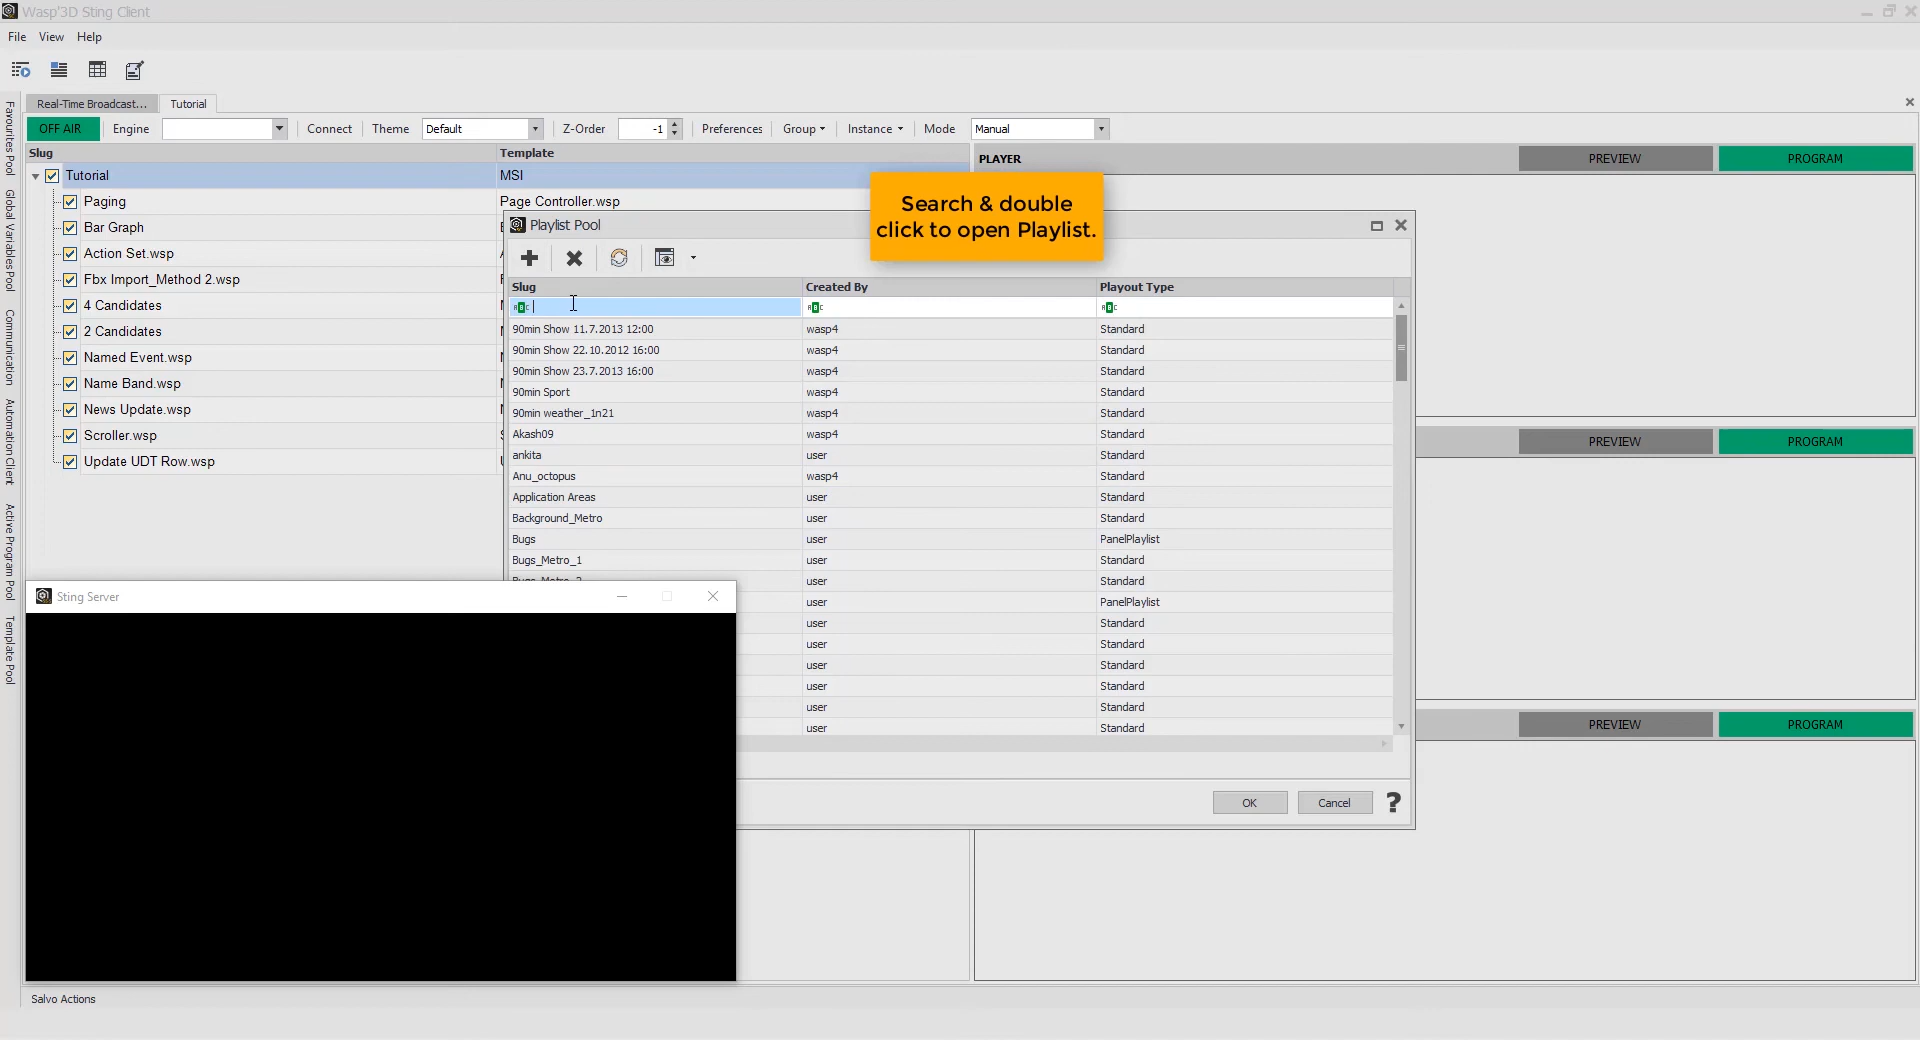 Wasp'3D Sting Client
File View Help
Real-Time Broadcast... Tutorial
OFF AIR Engine Connect Theme Default Z-Order -1 Preferences Group Instance Mode Manual
Slug Template
PLAYER PREVIEW PROGRAM
Tutorial MSI
Paging Page Controller.wsp
Bar Graph
Action Set.wsp
Fbx Import_Method 2.wsp
4 Candidates
2 Candidates
Named Event.wsp
Name Band.wsp
News Update.wsp
Scroller.wsp
Update UDT Row.wsp
Favourites Pool
Global Variables Pool
Communication
Automation Client
Active Program Pool
Template Pool
Search & double
click to open Playlist.
Playlist Pool
Slug Created By Playout Type
ABC ABC ABC
90min Show 11.7.2013 12:00 wasp4 Standard
90min Show 22.10.2012 16:00 wasp4 Standard
90min Show 23.7.2013 16:00 wasp4 Standard
90min Sport wasp4 Standard
90min weather_1n21 wasp4 Standard
Akash09 wasp4 Standard
ankita user Standard
Anu_octopus wasp4 Standard
Application Areas user Standard
Background_Metro user Standard
Bugs user PanelPlaylist
Bugs_Metro_1 user Standard
user Standard
user PanelPlaylist
user Standard
user Standard
user Standard
user Standard
user Standard
user Standard
OK Cancel ?
PREVIEW PROGRAM
PREVIEW PROGRAM
Sting Server
Salvo Actions